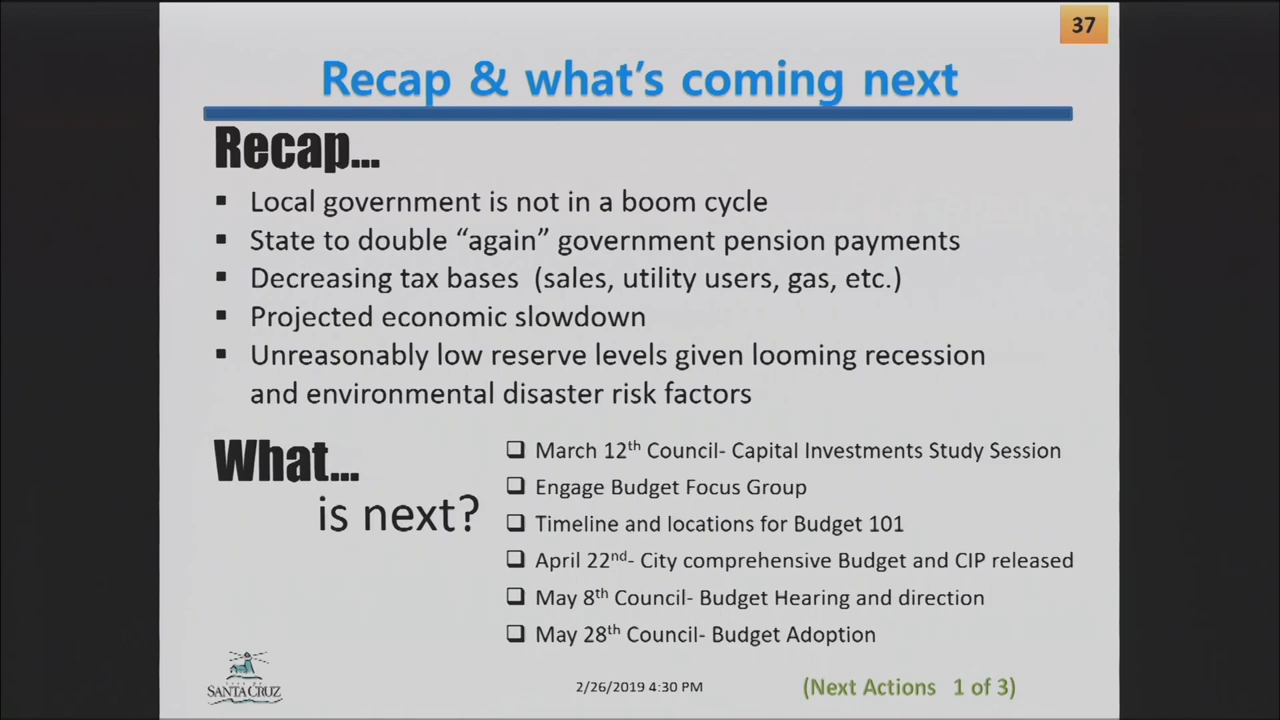 37
Recap & what's coming next
Recap...
▪ Local government is not in a boom cycle
▪ State to double “again” government pension payments
▪ Decreasing tax bases (sales, utility users, gas, etc.)
▪ Projected economic slowdown
▪ Unreasonably low reserve levels given looming recession
and environmental disaster risk factors
What...
is next?
❑ March 12th Council- Capital Investments Study Session
❑ Engage Budget Focus Group
❑ Timeline and locations for Budget 101
❑ April 22nd- City comprehensive Budget and CIP released
❑ May 8th Council- Budget Hearing and direction
❑ May 28th Council- Budget Adoption
CITY OF
SANTA CRUZ
2/26/2019 4:30 PM
(Next Actions 1 of 3)